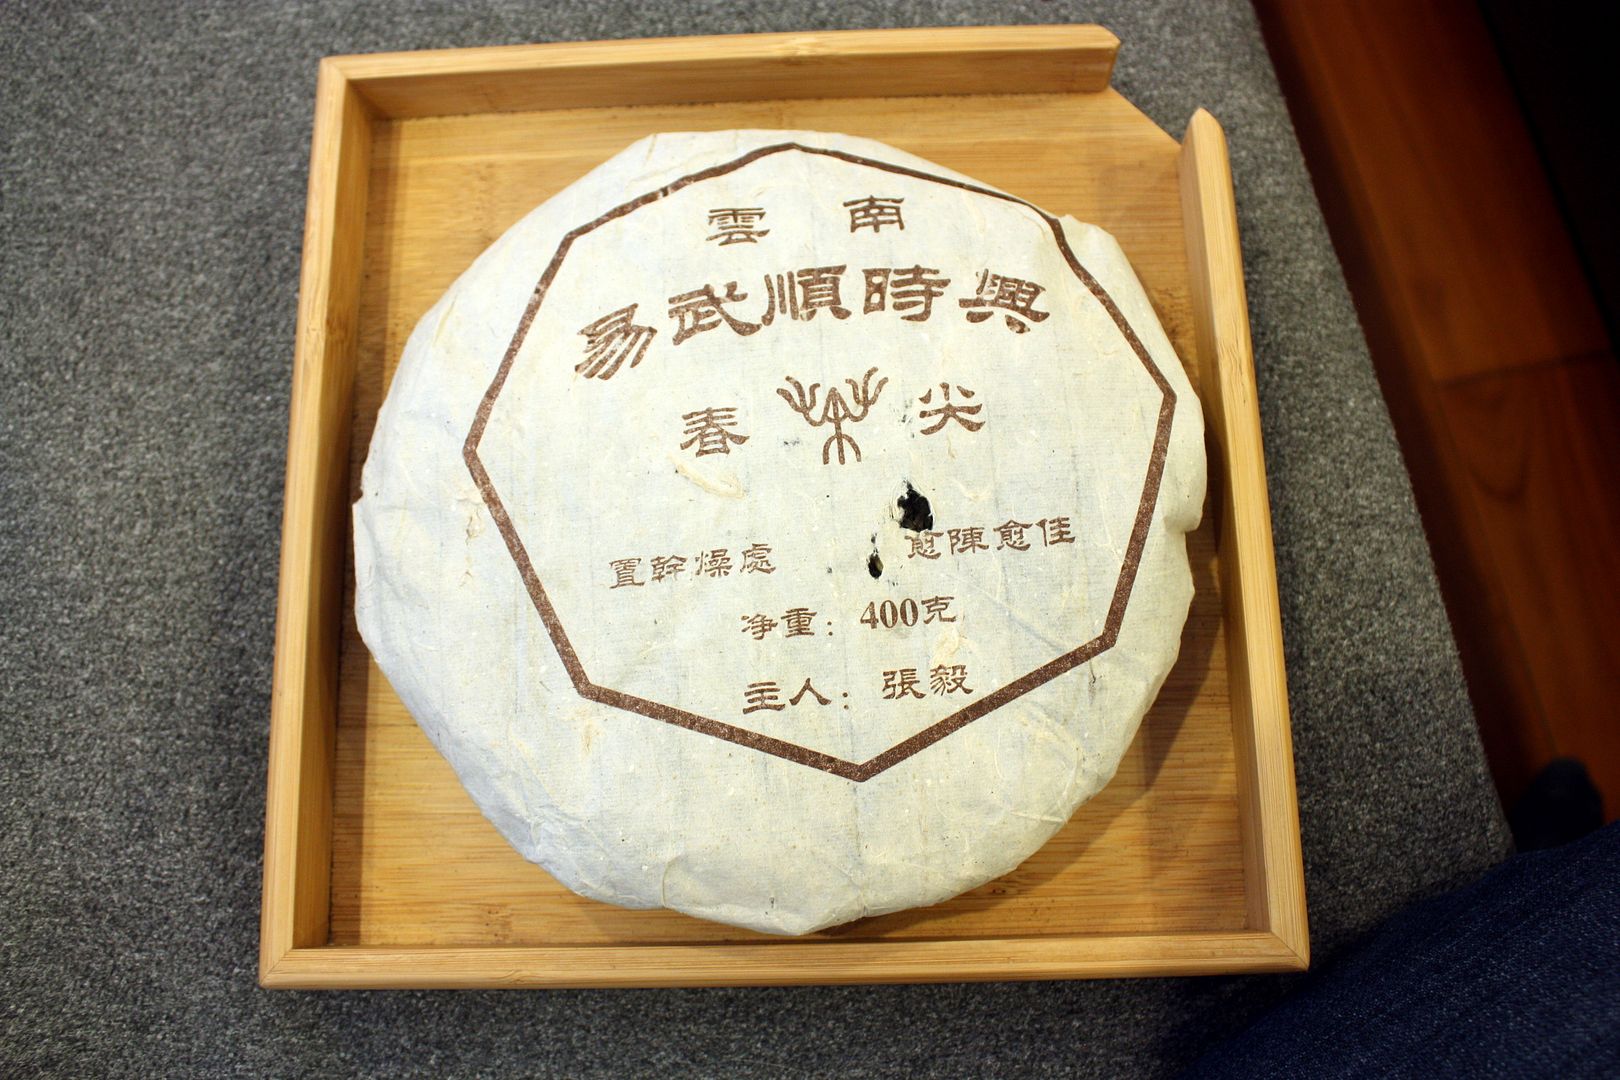 雲南
易武順時興
春尖
置幹燥處 愈陳愈佳
净重：400克
主人：張毅